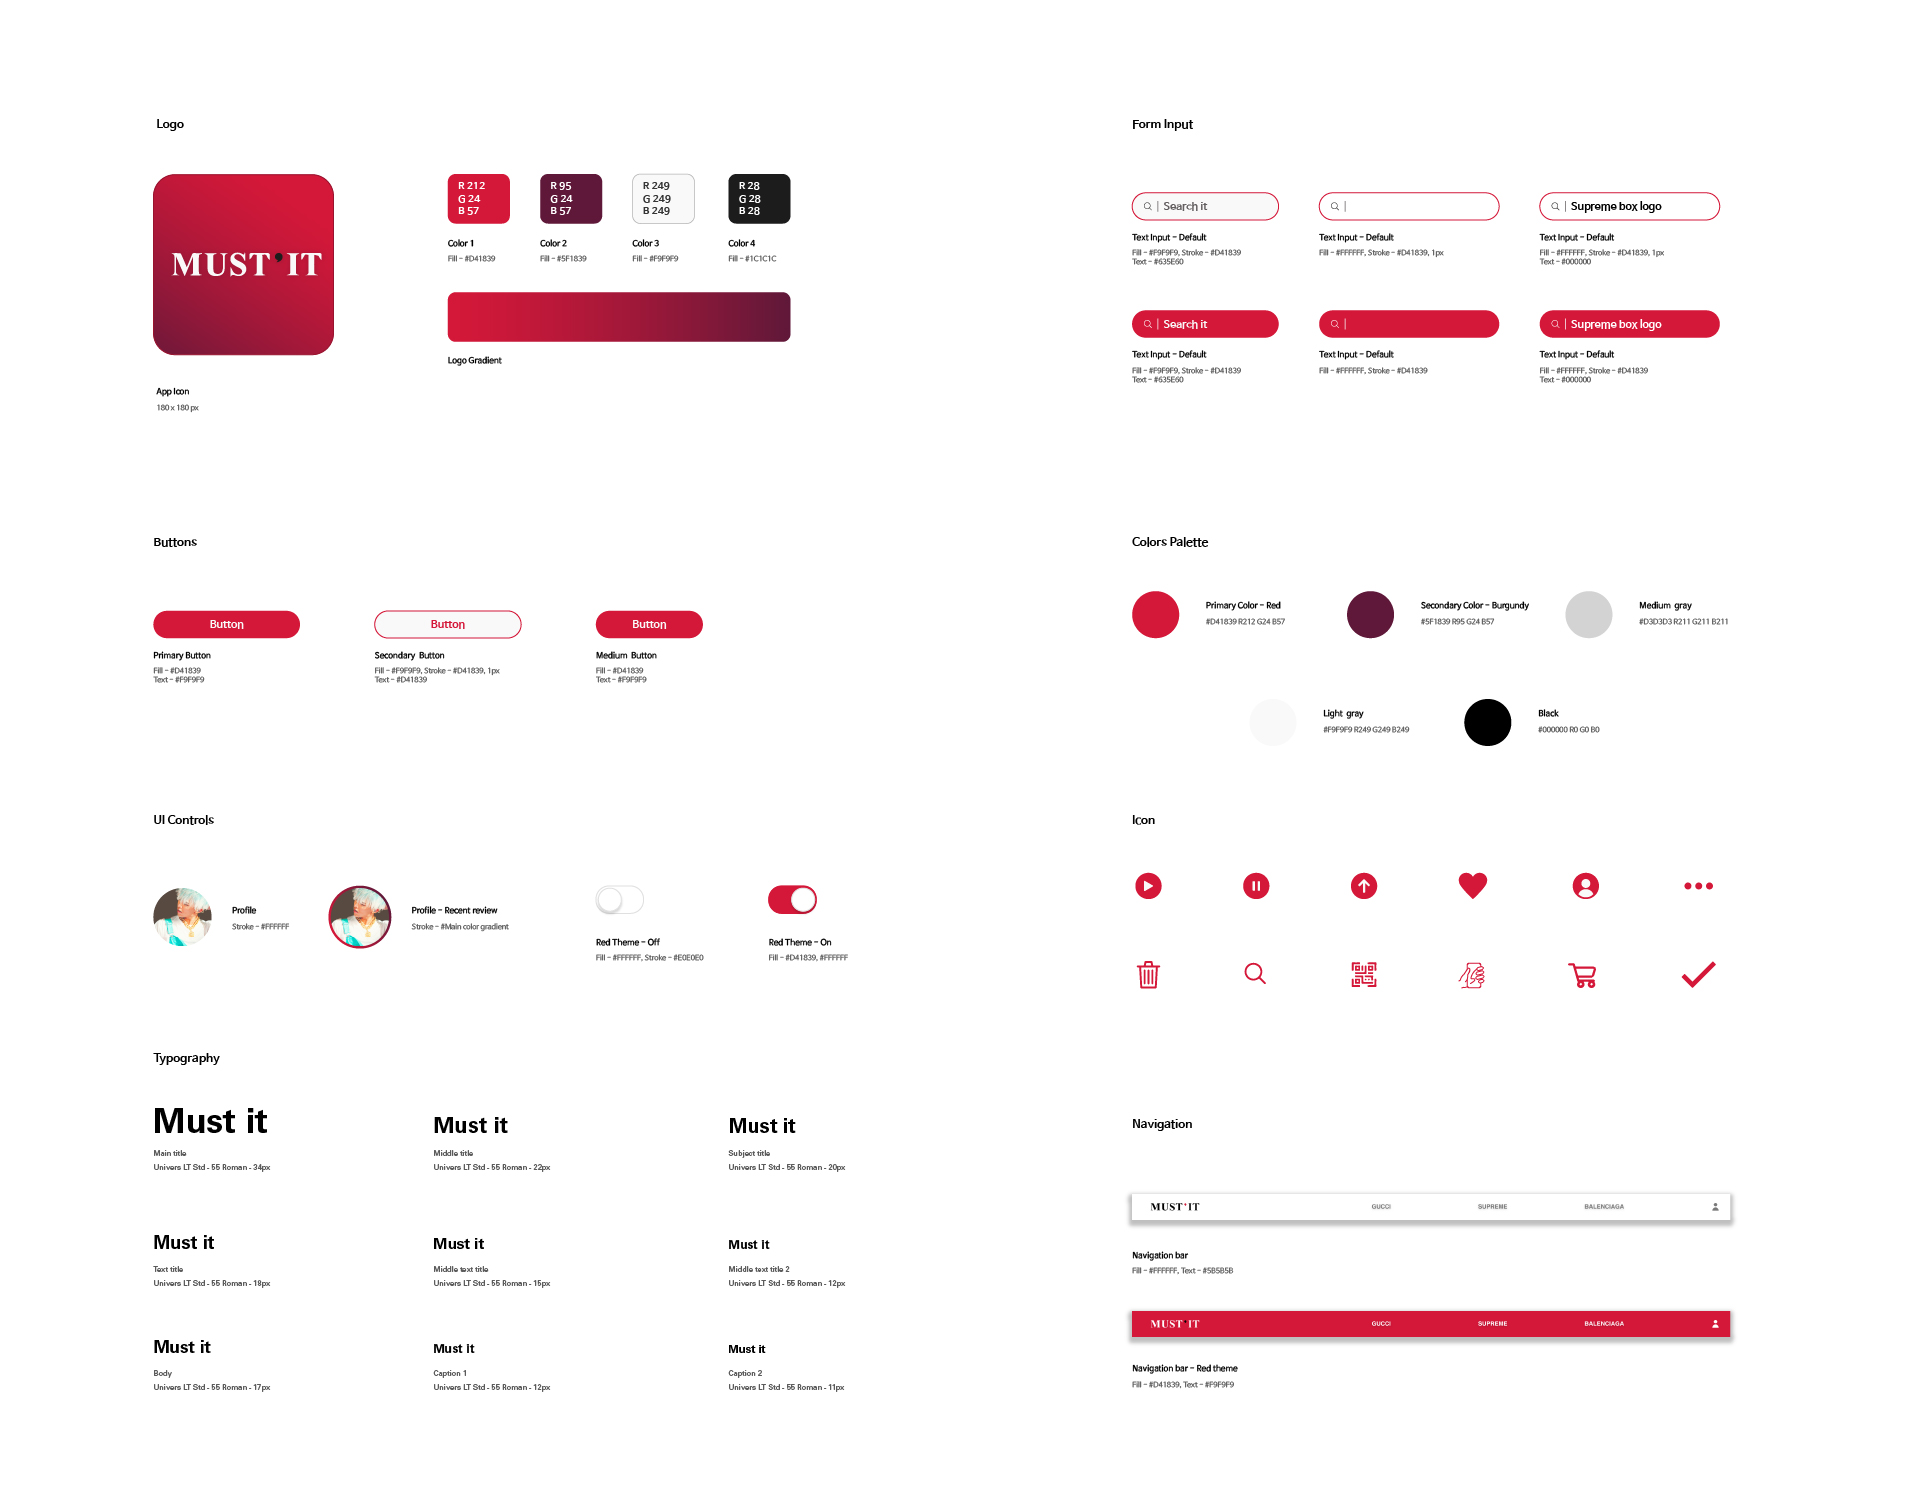 Logo
MUST'IT
App Icon
180 x 180 px
R 212
G 24
B 57
Color 1
Fill - #D41839
R 95
G 24
B 57
Color 2
Fill - #5F1839
R 249
G 249
B 249
Color 3
Fill - #F9F9F9
R 28
G 28
B 28
Color 4
Fill - #1C1C1C
Logo Gradient
Form Input
Search it
Text Input - Default
Fill - #F9F9F9, Stroke - #D41839
Text - #635E60
Text Input - Default
Fill - #FFFFFF, Stroke - #D41839, 1px
Supreme box logo
Text Input - Default
Fill - #FFFFFF, Stroke - #D41839, 1px
Text - #000000
Search it
Text Input - Default
Fill - #F9F9F9, Stroke - #D41839
Text - #635E60
Text Input - Default
Fill - #FFFFFF, Stroke - #D41839
Supreme box logo
Text Input - Default
Fill - #FFFFFF, Stroke - #D41839
Text - #000000
Buttons
Button
Primary Button
Fill - #D41839
Text - #F9F9F9
Button
Secondary Button
Fill - #F9F9F9, Stroke - #D41839, 1px
Text - #D41839
Button
Medium Button
Fill - #D41839
Text - #F9F9F9
Colors Palette
Primary Color - Red
#D41839 R212 G24 B57
Secondary Color - Burgundy
#5F1839 R95 G24 B57
Medium gray
#D3D3D3 R211 G211 B211
Light gray
#F9F9F9 R249 G249 B249
Black
#000000 R0 G0 B0
UI Controls
Profile
Stroke - #FFFFFF
Profile - Recent review
Stroke - #Main color gradient
Red Theme - Off
Fill - #FFFFFF, Stroke - #E0E0E0
Red Theme - On
Fill - #D41839, #FFFFFF
Icon
Typography
Must it
Main title
Univers LT Std - 55 Roman - 34px
Must it
Middle title
Univers LT Std - 55 Roman - 22px
Must it
Subject title
Univers LT Std - 55 Roman - 20px
Must it
Text title
Univers LT Std - 55 Roman - 18px
Must it
Middle text title
Univers LT Std - 55 Roman - 15px
Must it
Middle text title 2
Univers LT Std - 55 Roman - 12px
Must it
Body
Univers LT Std - 55 Roman - 17px
Must it
Caption 1
Univers LT Std - 55 Roman - 12px
Must it
Caption 2
Univers LT Std - 55 Roman - 11px
Navigation
MUST'IT GUCCI SUPREME BALENCIAGA
Navigation bar
Fill - #FFFFFF, Text - #5B5B5B
MUST'IT GUCCI SUPREME BALENCIAGA
Navigation bar - Red theme
Fill - #D41839, Text - #F9F9F9